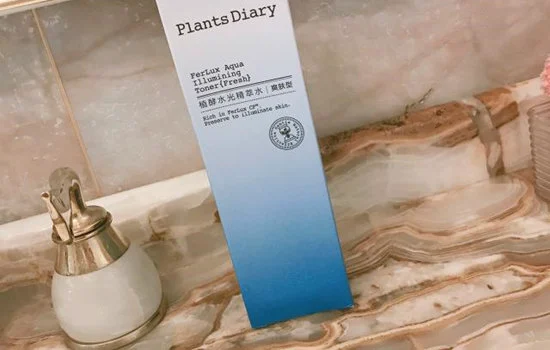 Plants Diary
FerLux Aqua
Illumining
Toner(Fresh)
植酵水光精萃水｜爽肤型
Rich in FerLux CP™.
Preserve to illuminate skin.